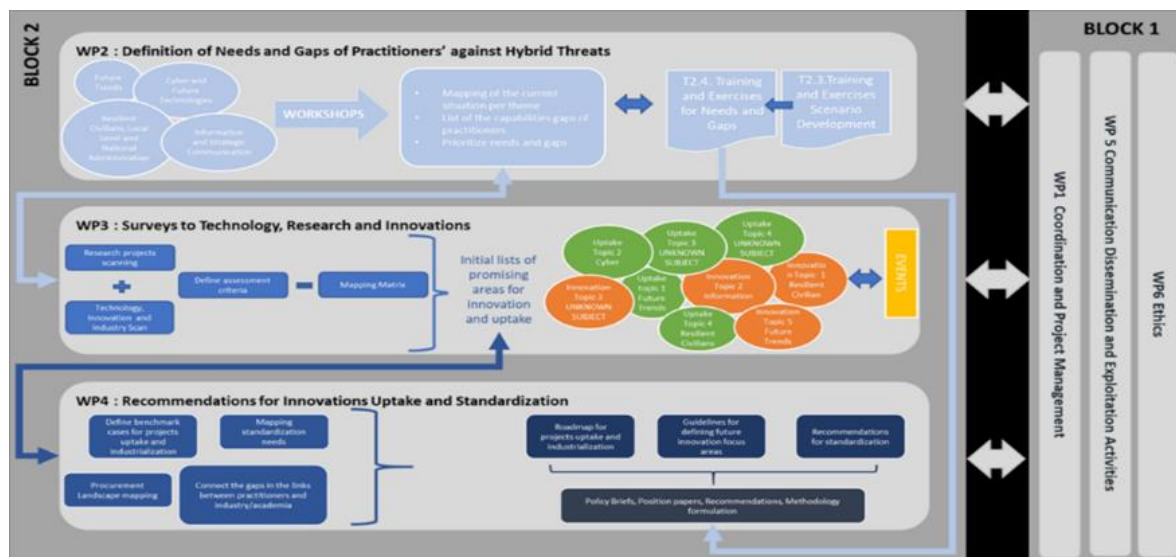 BLOCK 2
WP2 : Definition of Needs and Gaps of Practitioners' against Hybrid Threats
Future
Trends
Cyber and
Future
Technologies
Resilient
Civilians, Local
Level and
National
Administration
Information
and Strategic
Communication
WORKSHOPS
• Mapping of the current
situation per theme
• List of the capabilities gaps of
practitioners
• Prioritize needs and gaps
T2.4. Training
and Exercises
for Needs and
Gaps
T2.3.Training
and Exercises
Scenario
Development
WP3 : Surveys to Technology, Research and Innovations
Research projects
scanning
Technology,
Innovation and
Industry Scan
Define assessment
criteria
Mapping Matrix
Initial lists of
promising
areas for
innovation
and uptake
Uptake
Topic 2
Cyber
Uptake
Topic 3
UNKNOWN
SUBJECT
Uptake
Topic 4
UNKNOWN
SUBJECT
Innovation
Topic 3
UNKNOWN
SUBJECT
Uptake
topic 1
Future
Trends
Innovation
Topic 2
Information
Innovatio
n Topic 1
Resilient
Civilian
Uptake
Topic 4
Resilient
Civilians
Innovation
Topic 5
Future
Trends
EVENTS
WP4 : Recommendations for Innovations Uptake and Standardization
Define benchmark
cases for projects
uptake and
industrialization
Mapping
standardization
needs
Procurement
Landscape mapping
Connect the gaps in the links
between practitioners and
industry/academia
Roadmap for
projects uptake and
industrialization
Guidelines for
defining future
innovation focus
areas
Recommendations
for standardization
Policy Briefs, Position papers, Recommendations, Methodology
formulation
BLOCK 1
WP1 Coordination and Project Management
WP 5 Communication Dissemination and Exploitation Activities
WP6 Ethics